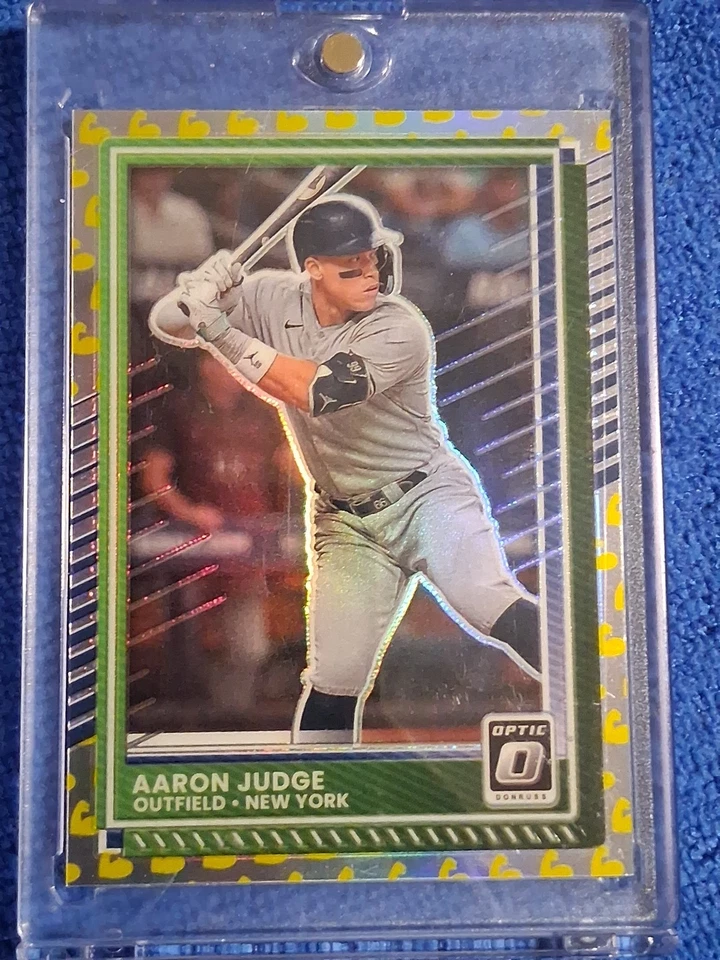 AARON JUDGE
OUTFIELD • NEW YORK
OPTIC
DONRUSS